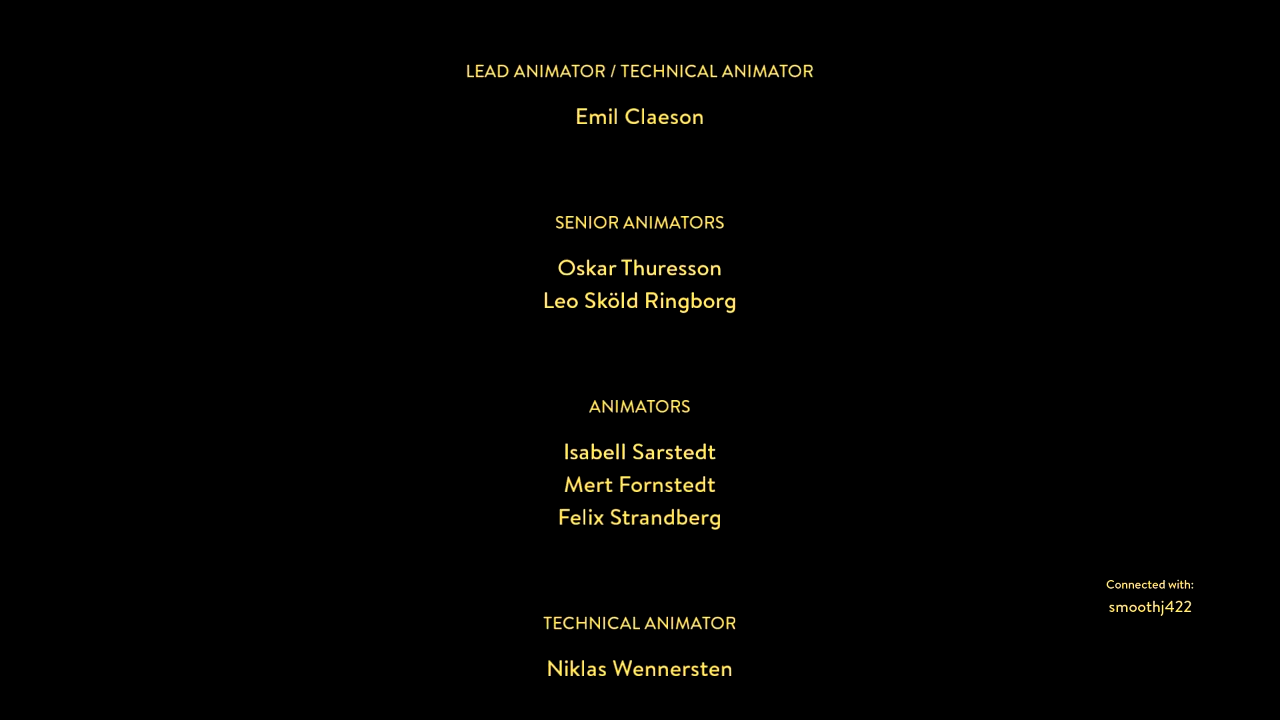 LEAD ANIMATOR / TECHNICAL ANIMATOR
Emil Claeson
SENIOR ANIMATORS
Oskar Thuresson
Leo Sköld Ringborg
ANIMATORS
Isabell Sarstedt
Mert Fornstedt
Felix Strandberg
Connected with:
smoothj422
TECHNICAL ANIMATOR
Niklas Wennersten